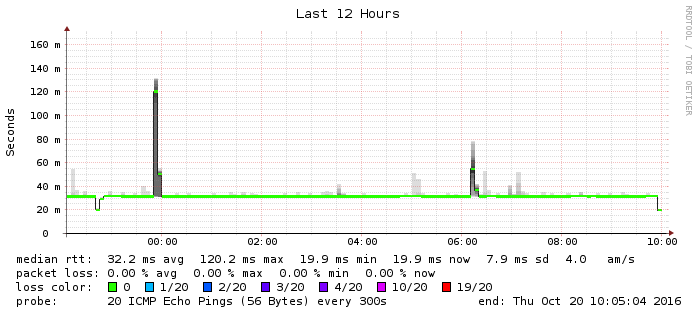 Last 12 Hours
RRDTOOL / TOBI OETIKER
Seconds
160 m
140 m
120 m
100 m
80 m
60 m
40 m
20 m
0
00:00 02:00 04:00 06:00 08:00 10:00
median rtt: 32.2 ms avg 120.2 ms max 19.9 ms min 19.9 ms now 7.9 ms sd 4.0 am/s
packet loss: 0.00 % avg 0.00 % max 0.00 % min 0.00 % now
loss color: 0 1/20 2/20 3/20 4/20 10/20 19/20
probe: 20 ICMP Echo Pings (56 Bytes) every 300s end: Thu Oct 20 10:05:04 2016